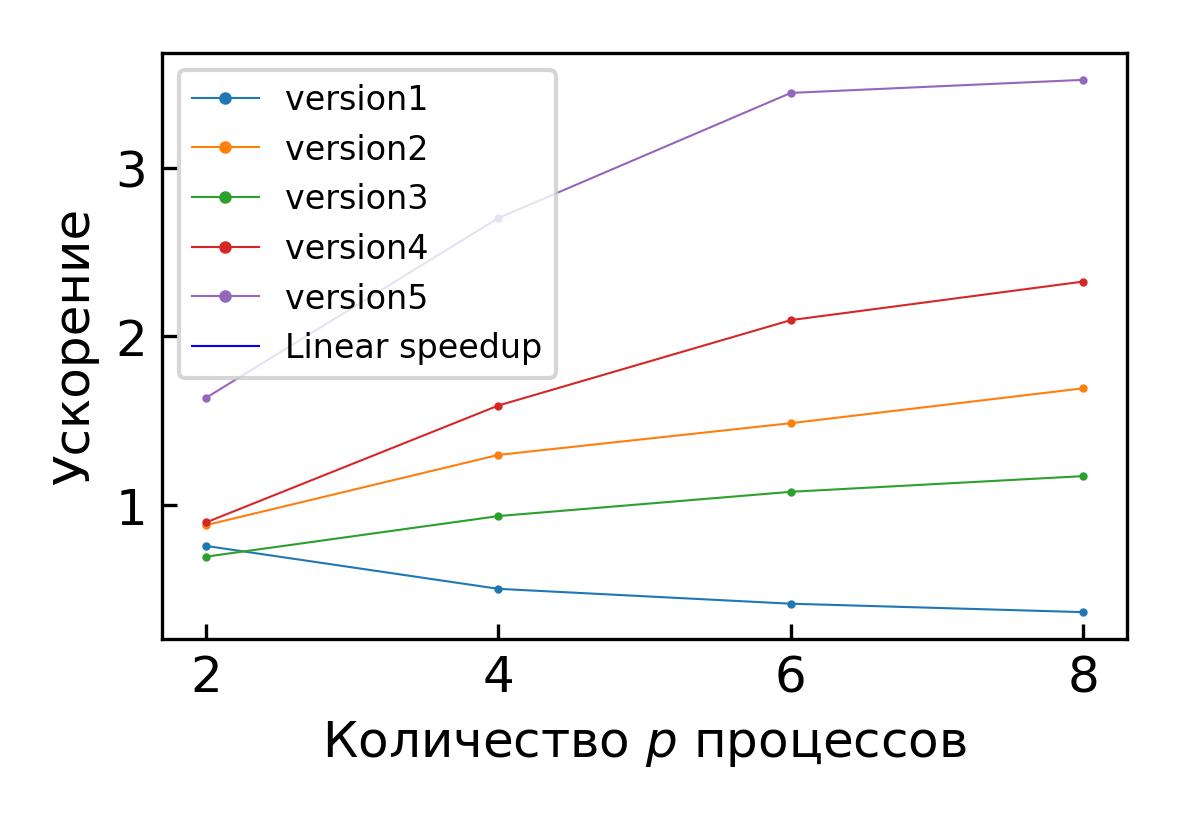 version1
version2
version3
version4
version5
Linear speedup
Ускорение
3
2
1
2 4 6 8
Количество p процессов